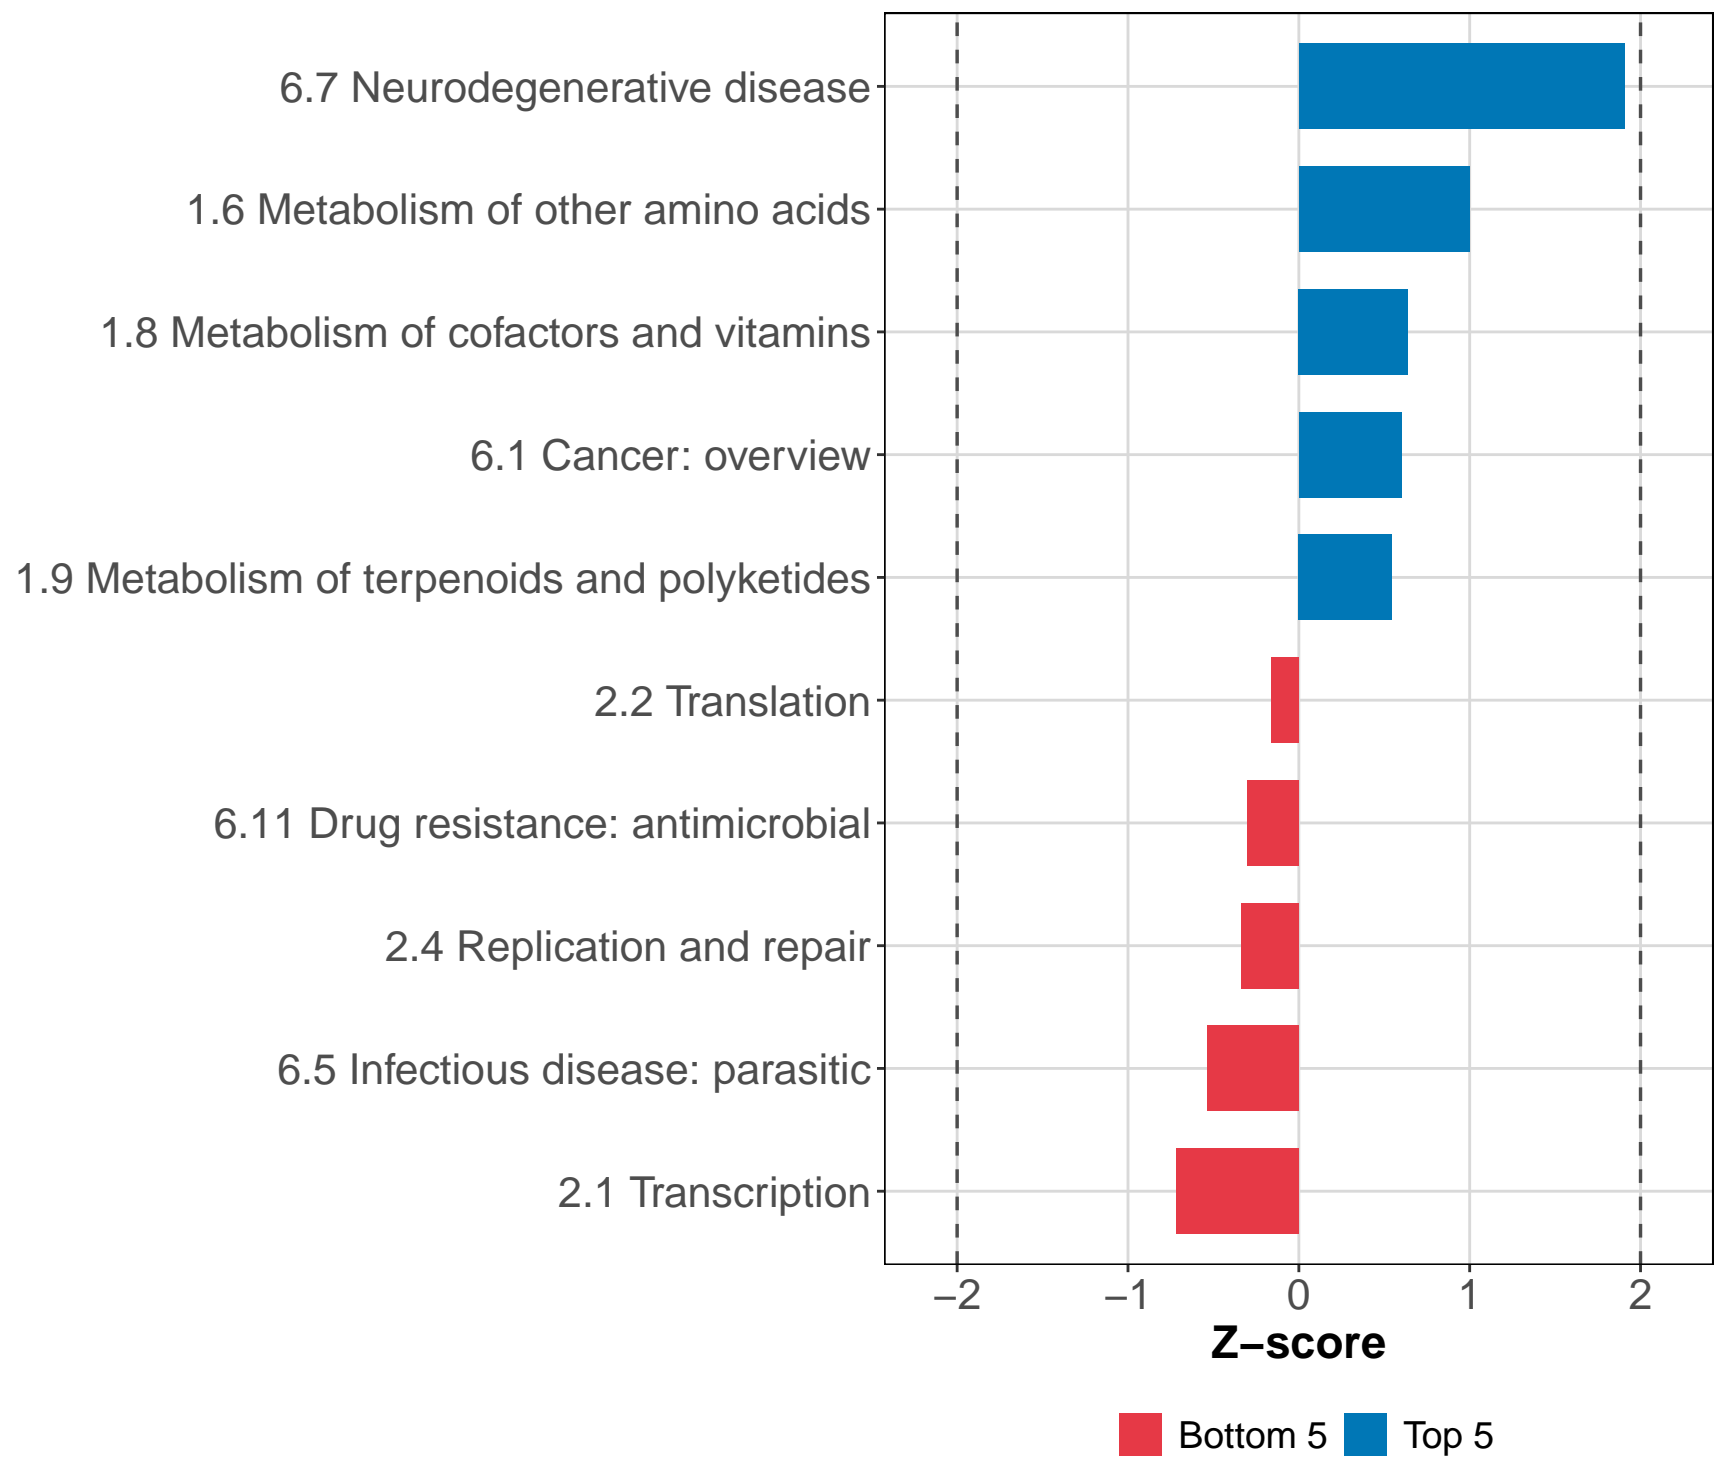 6.7 Neurodegenerative disease
1.6 Metabolism of other amino acids
1.8 Metabolism of cofactors and vitamins
6.1 Cancer: overview
1.9 Metabolism of terpenoids and polyketides
2.2 Translation
6.11 Drug resistance: antimicrobial
2.4 Replication and repair
6.5 Infectious disease: parasitic
2.1 Transcription
−2 −1 0 1 2
Z−score
Bottom 5 Top 5